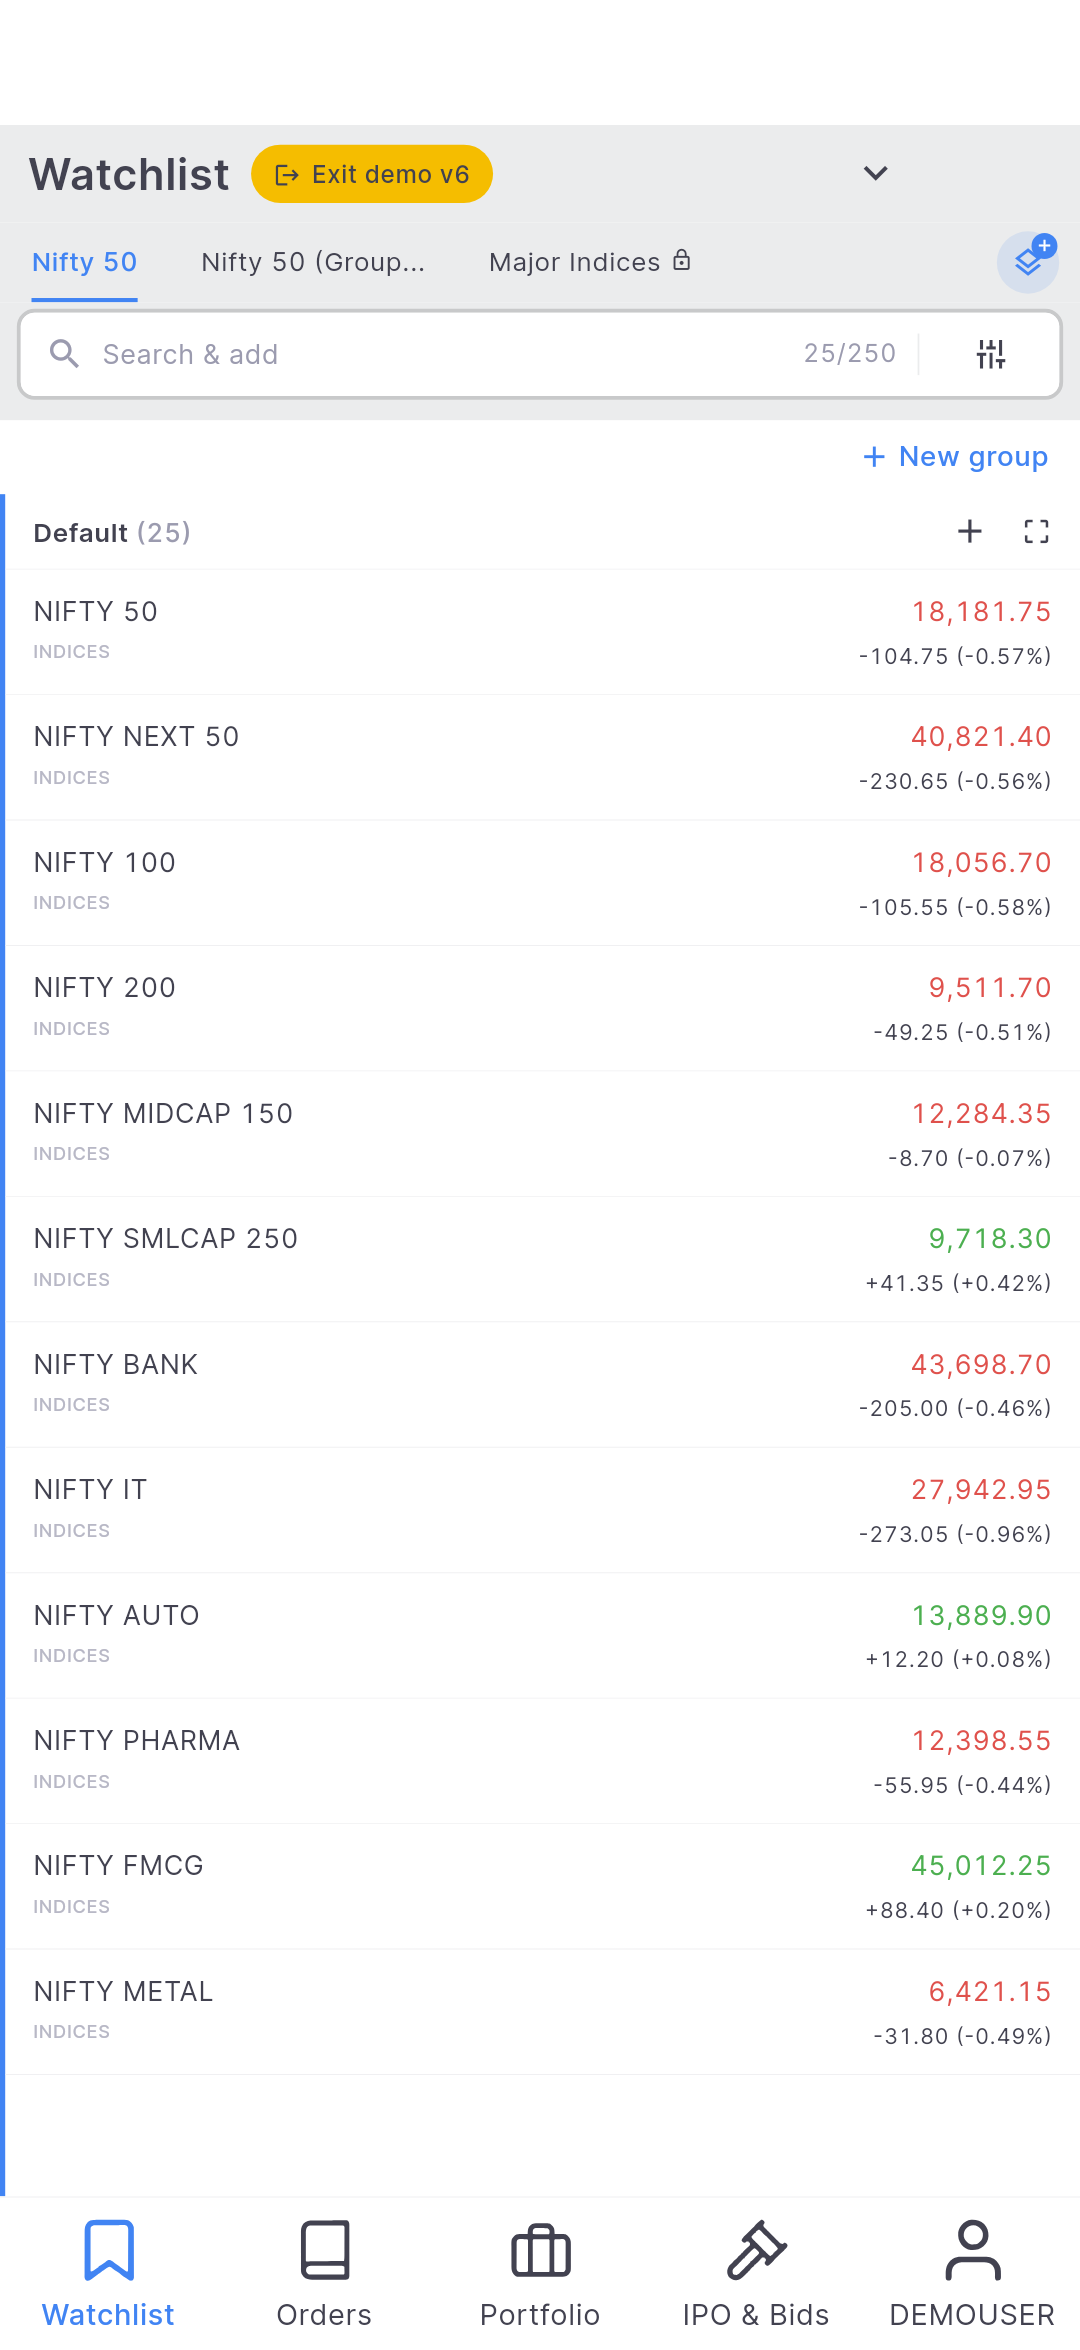 Watchlist Exit demo v6
Nifty 50 Nifty 50 (Group... Major Indices
Search & add 25/250
+ New group
Default (25)
NIFTY 50 18,181.75
INDICES -104.75 (-0.57%)
NIFTY NEXT 50 40,821.40
INDICES -230.65 (-0.56%)
NIFTY 100 18,056.70
INDICES -105.55 (-0.58%)
NIFTY 200 9,511.70
INDICES -49.25 (-0.51%)
NIFTY MIDCAP 150 12,284.35
INDICES -8.70 (-0.07%)
NIFTY SMLCAP 250 9,718.30
INDICES +41.35 (+0.42%)
NIFTY BANK 43,698.70
INDICES -205.00 (-0.46%)
NIFTY IT 27,942.95
INDICES -273.05 (-0.96%)
NIFTY AUTO 13,889.90
INDICES +12.20 (+0.08%)
NIFTY PHARMA 12,398.55
INDICES -55.95 (-0.44%)
NIFTY FMCG 45,012.25
INDICES +88.40 (+0.20%)
NIFTY METAL 6,421.15
INDICES -31.80 (-0.49%)
Watchlist Orders Portfolio IPO & Bids DEMOUSER